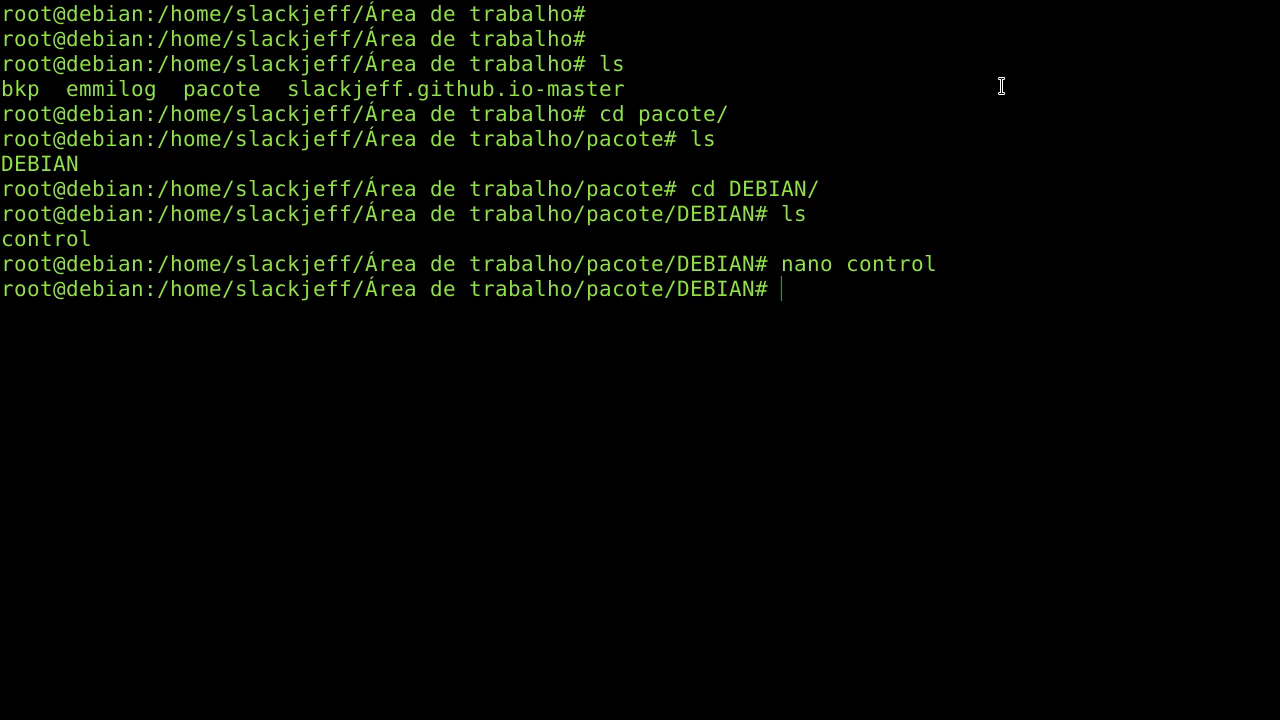 root@debian:/home/slackjeff/Área de trabalho#
root@debian:/home/slackjeff/Área de trabalho#
root@debian:/home/slackjeff/Área de trabalho# ls
bkp  emmilog  pacote  slackjeff.github.io-master
root@debian:/home/slackjeff/Área de trabalho# cd pacote/
root@debian:/home/slackjeff/Área de trabalho/pacote# ls
DEBIAN
root@debian:/home/slackjeff/Área de trabalho/pacote# cd DEBIAN/
root@debian:/home/slackjeff/Área de trabalho/pacote/DEBIAN# ls
control
root@debian:/home/slackjeff/Área de trabalho/pacote/DEBIAN# nano control
root@debian:/home/slackjeff/Área de trabalho/pacote/DEBIAN#